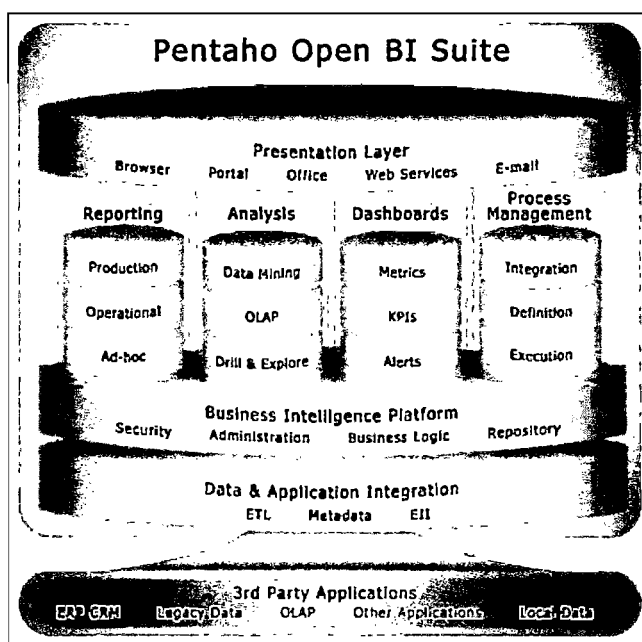 Pentaho Open BI Suite
Presentation Layer
Browser Portal Office Web Services E-mail
Reporting Analysis Dashboards Process Management
Production Data Mining Metrics Integration
Operational OLAP KPIs Definition
Ad-hoc Drill & Explore Alerts Execution
Business Intelligence Platform
Security Administration Business Logic Repository
Data & Application Integration
ETL Metadata EII
3rd Party Applications
ERP CRM Legacy Data OLAP Other Applications Local Data